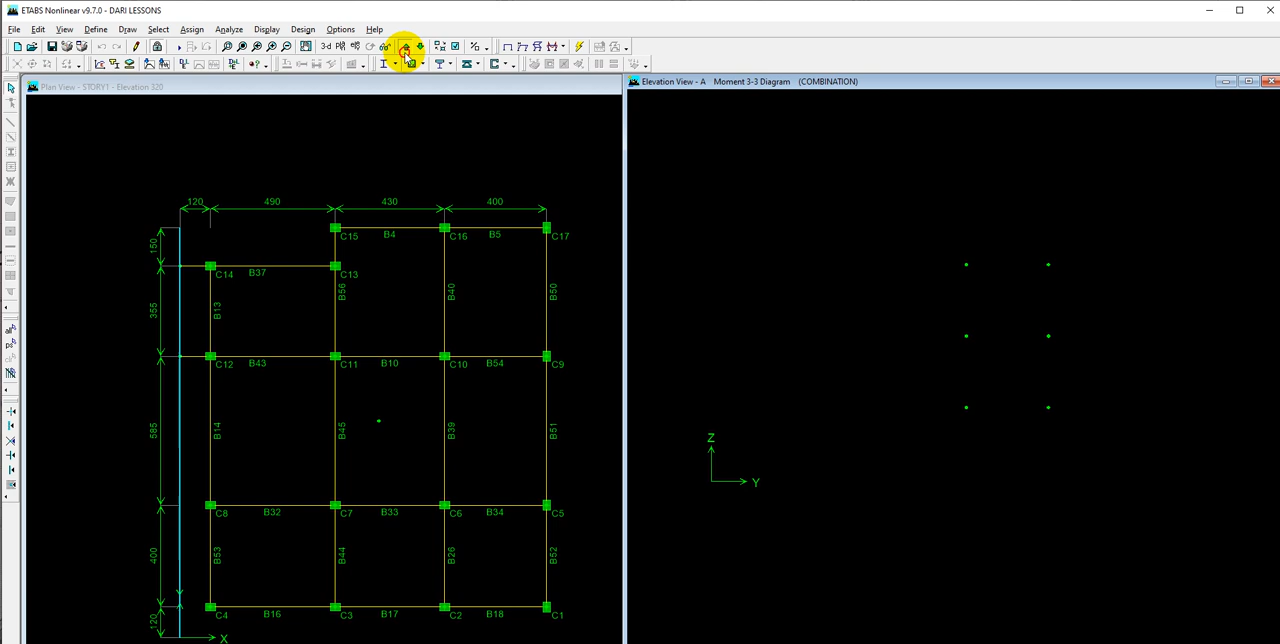 ETABS Nonlinear v9.7.0 - DARI LESSONS
File Edit View Define Draw Select Assign Analyze Display Design Options Help
3-d
Plan View - STORY1 - Elevation 320
Elevation View - A Moment 3-3 Diagram (COMBINATION)
120 490 430 400
C15 B4 C16 B5 C17
150
C14 B37 C13
355 B13 B56 B40 B50
C12 B43 C11 B10 C10 B54 C9
585 B14 B45 B39 B51
C8 B32 C7 B33 C6 B34 C5
400 B53 B44 B26 B52
C4 B16 C3 B17 C2 B18 C1
120
X
Z
Y
all
ps
clr